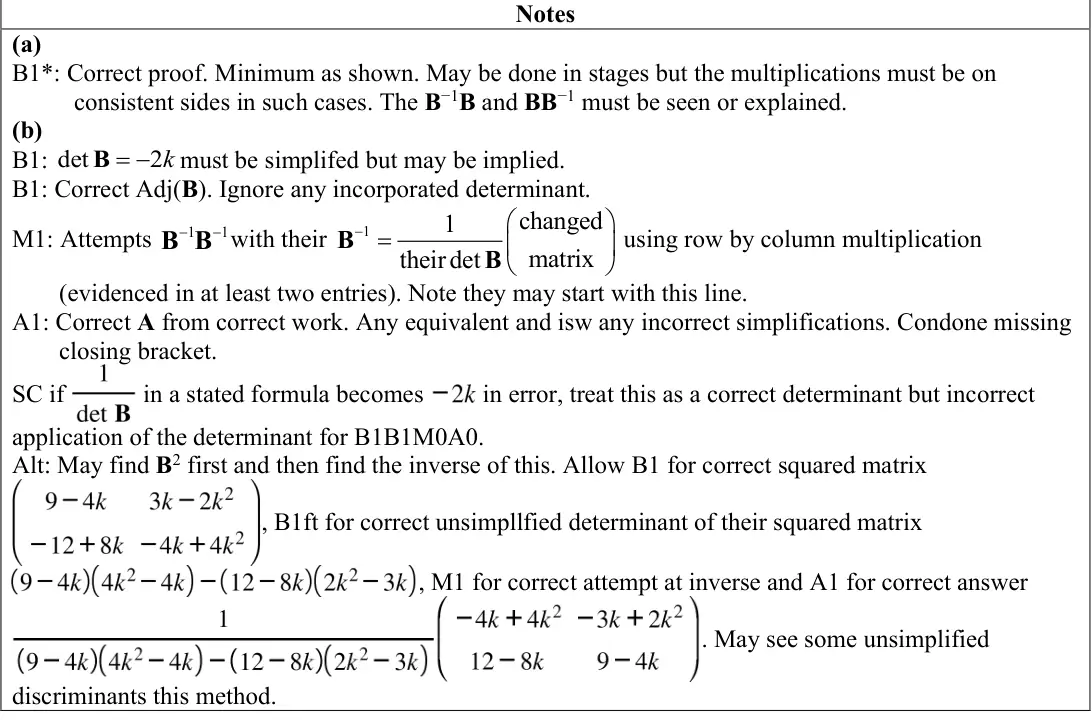 Notes
(a)
B1*: Correct proof. Minimum as shown. May be done in stages but the multiplications must be on
consistent sides in such cases. The B⁻¹B and BB⁻¹ must be seen or explained.
(b)
B1: det B = −2k must be simplifed but may be implied.
B1: Correct Adj(B). Ignore any incorporated determinant.
M1: Attempts B⁻¹B⁻¹ with their B⁻¹ = 1/(their det B) (changed matrix) using row by column multiplication
(evidenced in at least two entries). Note they may start with this line.
A1: Correct A from correct work. Any equivalent and isw any incorrect simplifications. Condone missing
closing bracket.
SC if 1/(det B) in a stated formula becomes −2k in error, treat this as a correct determinant but incorrect
application of the determinant for B1B1M0A0.
Alt: May find B² first and then find the inverse of this. Allow B1 for correct squared matrix
(9−4k 3k−2k²
−12+8k −4k+4k²), B1ft for correct unsimpllfied determinant of their squared matrix
(9−4k)(4k²−4k)−(12−8k)(2k²−3k), M1 for correct attempt at inverse and A1 for correct answer
1/((9−4k)(4k²−4k)−(12−8k)(2k²−3k)) (−4k+4k² −3k+2k²
12−8k 9−4k). May see some unsimplified
discriminants this method.